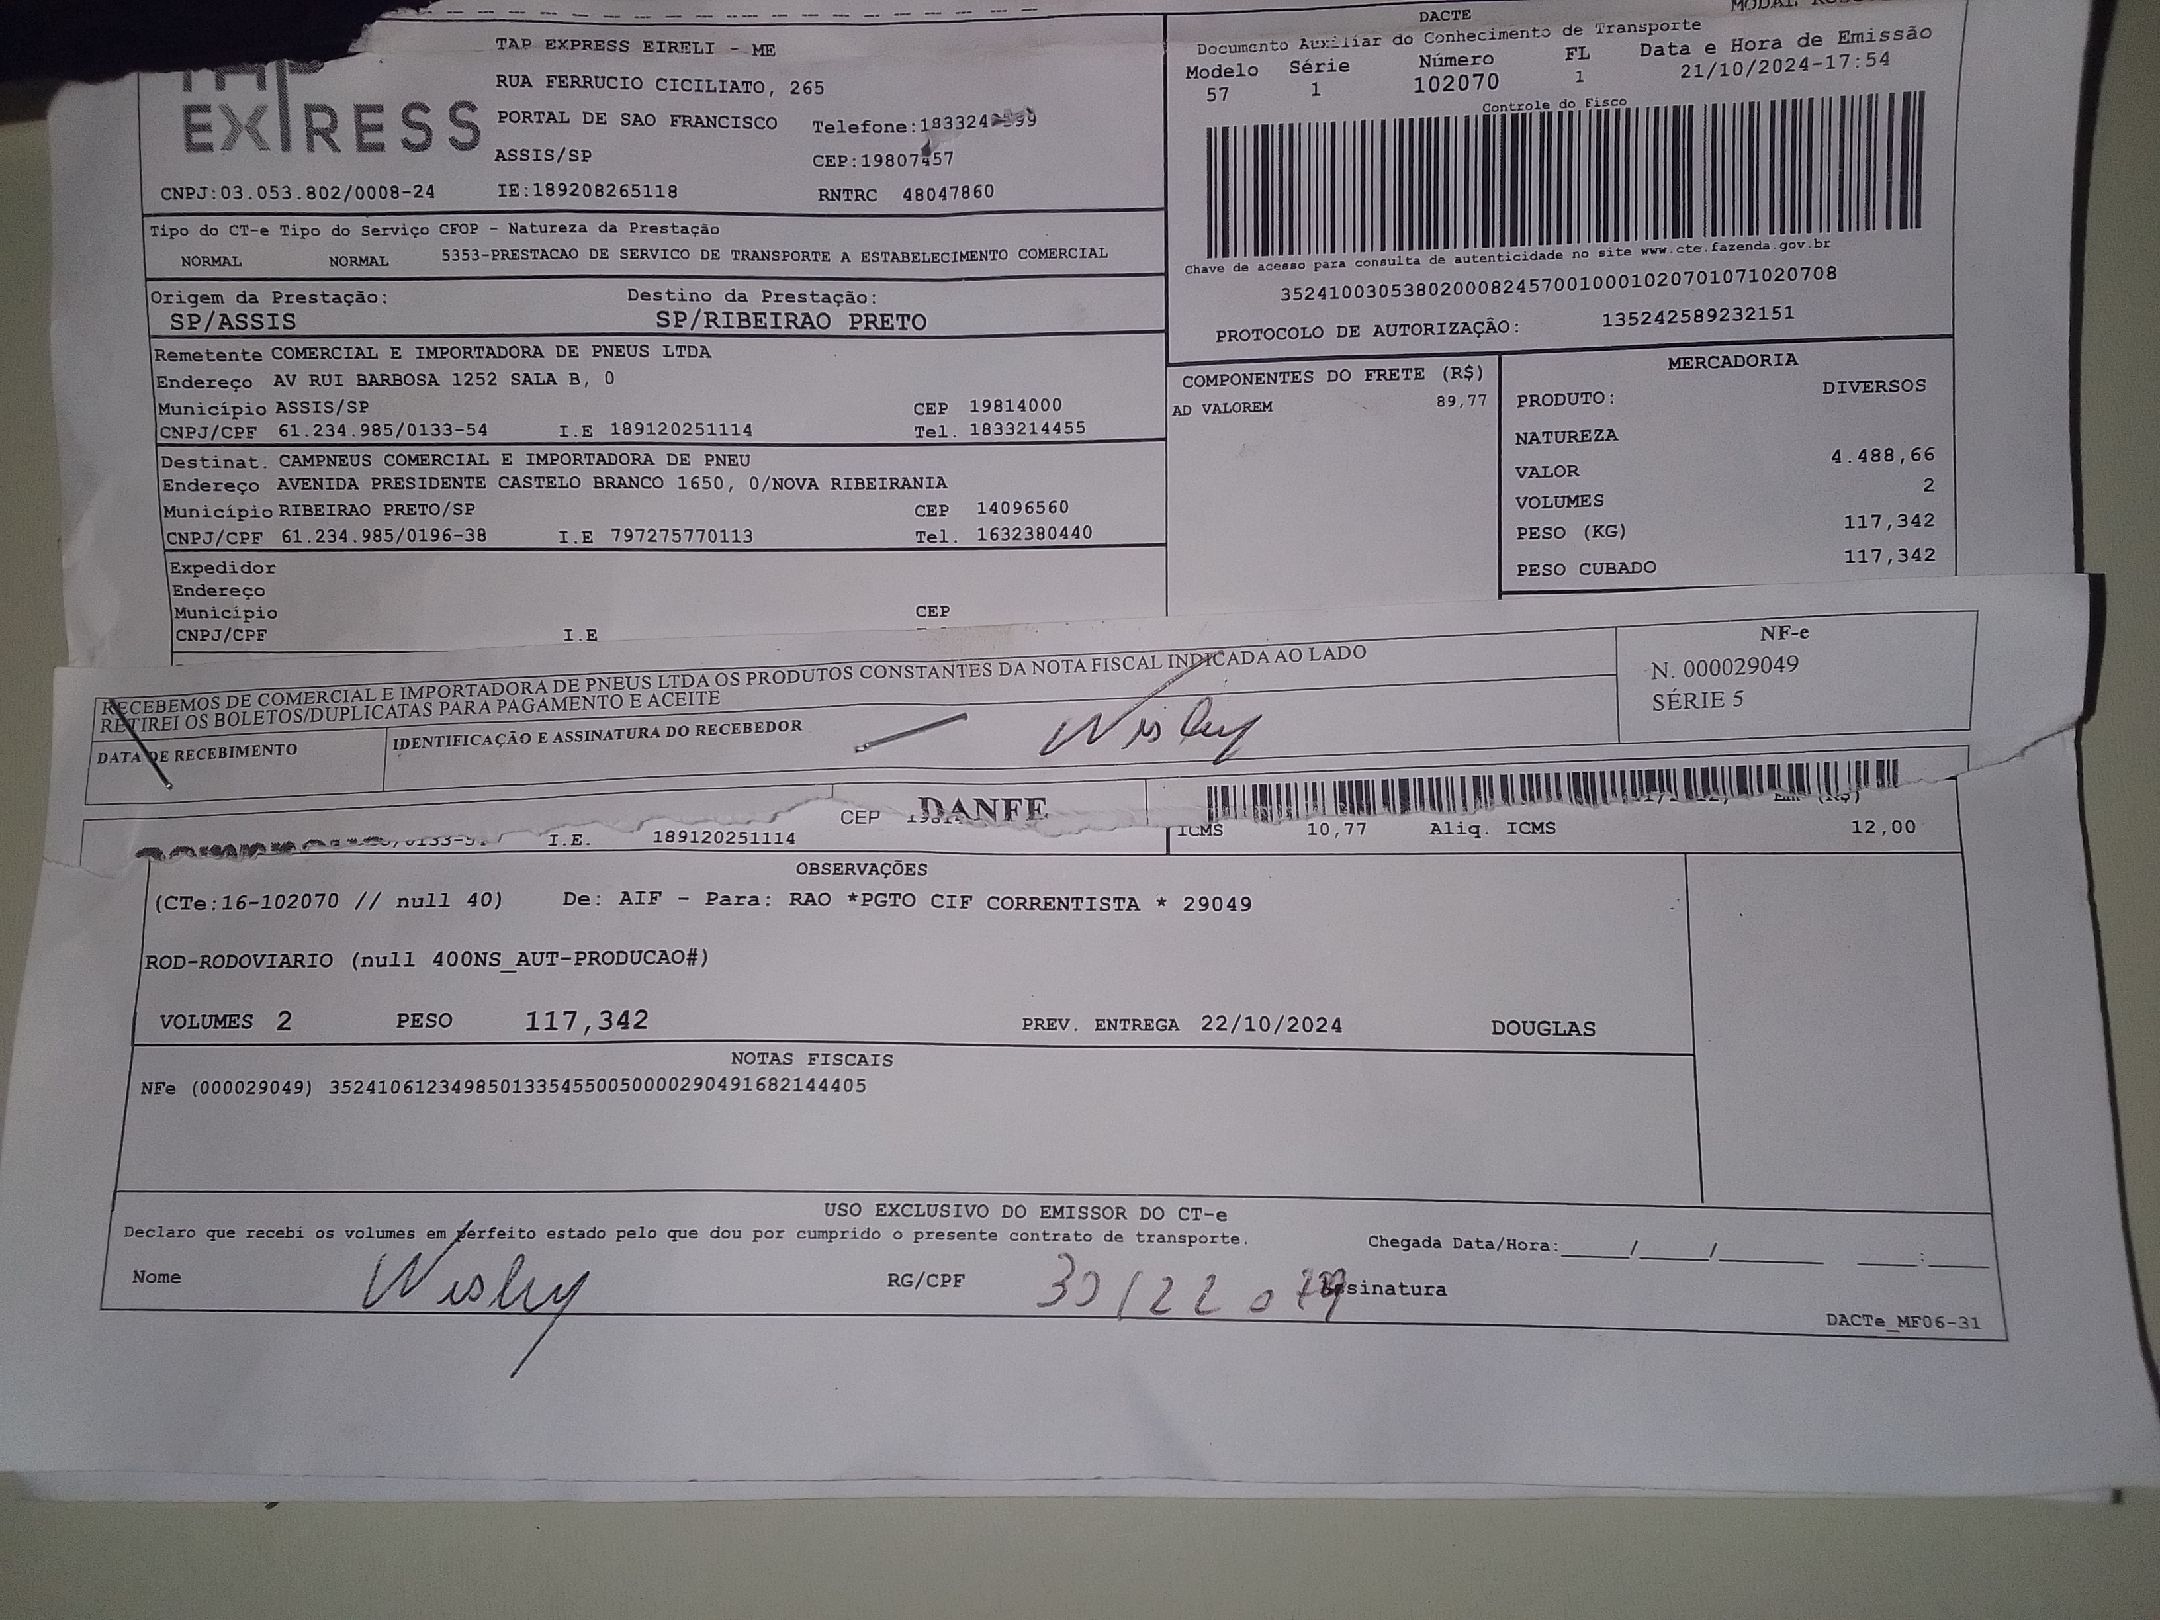 TAP EXPRESS EIRELI - ME
RUA FERRUCIO CICILIATO, 265
PORTAL DE SAO FRANCISCO
ASSIS/SP CEP:19807457
EXPRESS
CNPJ:03.053.802/0008-24 IE:189208265118 RNTRC 48047860
DACTE
Documento Auxiliar do Conhecimento de Transporte
Modelo Série Número FL Data e Hora de Emissão
57 1 102070 1 21/10/2024-17:54
Controle do Fisco
Chave de acesso para consulta de autenticidade no site www.cte.fazenda.gov.br
35241003053802000824570010001020701071020708
PROTOCOLO DE AUTORIZAÇÃO: 135242589232151
Tipo do CT-e Tipo do Serviço CFOP - Natureza da Prestação
NORMAL NORMAL 5353-PRESTACAO DE SERVICO DE TRANSPORTE A ESTABELECIMENTO COMERCIAL
Origem da Prestação: Destino da Prestação:
SP/ASSIS SP/RIBEIRAO PRETO
Remetente COMERCIAL E IMPORTADORA DE PNEUS LTDA
Endereço AV RUI BARBOSA 1252 SALA B, 0
Município ASSIS/SP CEP 19814000
CNPJ/CPF 61.234.985/0133-54 I.E 189120251114 Tel. 1833214455
Destinat. CAMPNEUS COMERCIAL E IMPORTADORA DE PNEU
Endereço AVENIDA PRESIDENTE CASTELO BRANCO 1650, 0/NOVA RIBEIRANIA
Município RIBEIRAO PRETO/SP CEP 14096560
CNPJ/CPF 61.234.985/0196-38 I.E 797275770113 Tel. 1632380440
Expedidor
Endereço
Município CEP
CNPJ/CPF I.E
COMPONENTES DO FRETE (R$)
AD VALOREM 89,77
MERCADORIA
PRODUTO: DIVERSOS
NATUREZA
VALOR 4.488,66
VOLUMES 2
PESO (KG) 117,342
PESO CUBADO 117,342
RECEBEMOS DE COMERCIAL E IMPORTADORA DE PNEUS LTDA OS PRODUTOS CONSTANTES DA NOTA FISCAL INDICADA AO LADO
RETIREI OS BOLETOS/DUPLICATAS PARA PAGAMENTO E ACEITE
DATA DE RECEBIMENTO IDENTIFICAÇÃO E ASSINATURA DO RECEBEDOR
Wisley
NF-e
N. 000029049
SÉRIE 5
DANFE
CEP
I.E. 189120251114
ICMS 10,77 Aliq. ICMS 12,00
OBSERVAÇÕES
(CTe:16-102070 // null 40) De: AIF - Para: RAO *PGTO CIF CORRENTISTA * 29049
ROD-RODOVIARIO (null 400NS_AUT-PRODUCAO#)
VOLUMES 2 PESO 117,342 PREV. ENTREGA 22/10/2024 DOUGLAS
NOTAS FISCAIS
NFe (000029049) 35241061234985013354550050000290491682144405
USO EXCLUSIVO DO EMISSOR DO CT-e
Declaro que recebi os volumes em perfeito estado pelo que dou por cumprido o presente contrato de transporte.
Chegada Data/Hora:_____/_____/_______ ____:____
Nome Wisley RG/CPF Assinatura
DACTe_MF06-31